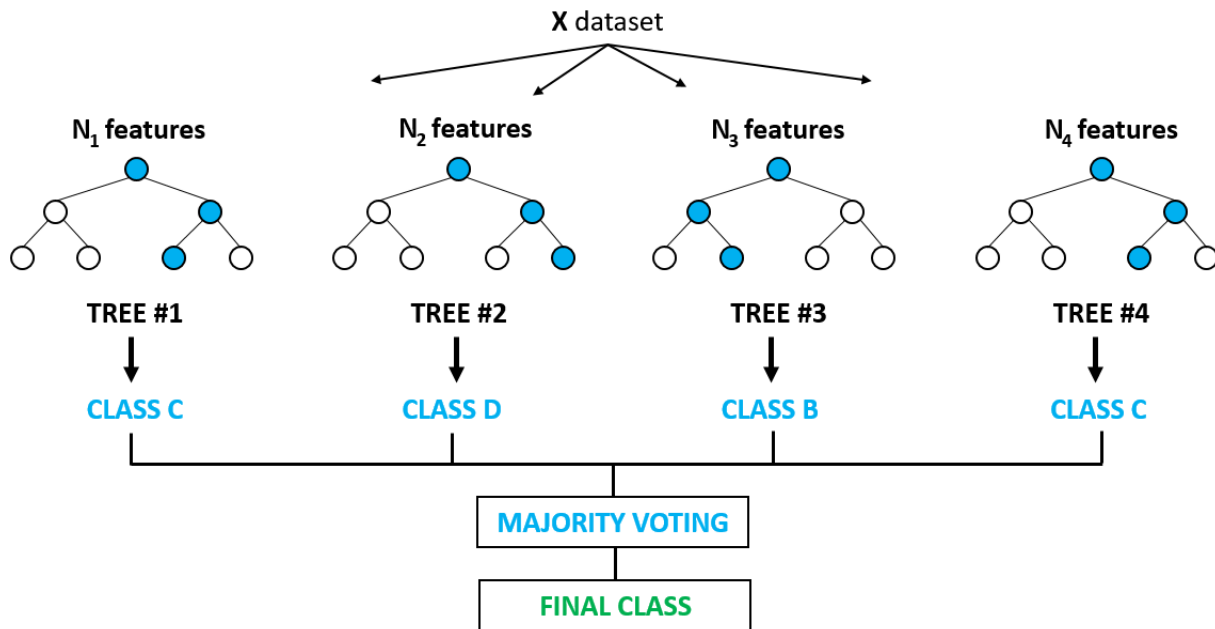 X dataset
N₁ features
N₂ features
N₃ features
N₄ features
TREE #1
TREE #2
TREE #3
TREE #4
CLASS C
CLASS D
CLASS B
CLASS C
MAJORITY VOTING
FINAL CLASS